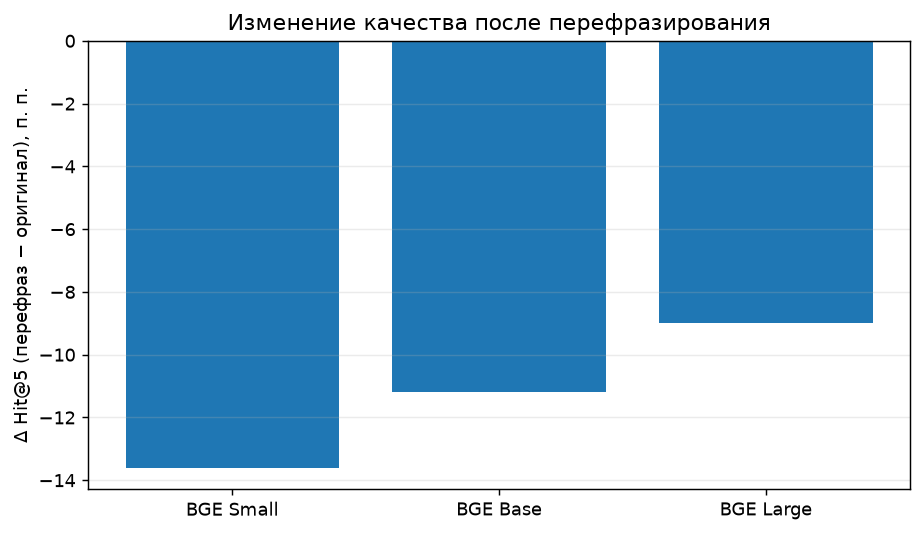 Изменение качества после перефразирования
Δ Hit@5 (перефраз − оригинал), п. п.
0
−2
−4
−6
−8
−10
−12
−14
BGE Small
BGE Base
BGE Large